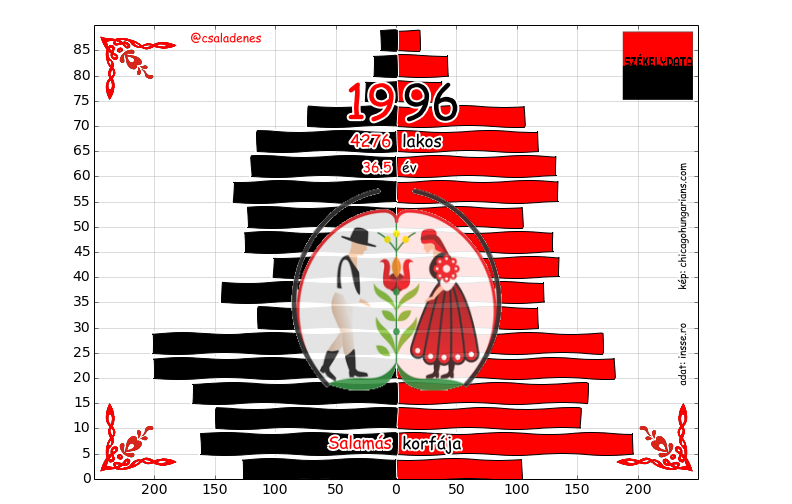 @csaladenes
SZÉKELYDATA
1996
4276 lakos
36.5 év
kép: chicagohungarians.com
adat: insse.ro
Salamás korfája
85
80
75
70
65
60
55
50
45
40
35
30
25
20
15
10
5
0
200 150 100 50 0 50 100 150 200